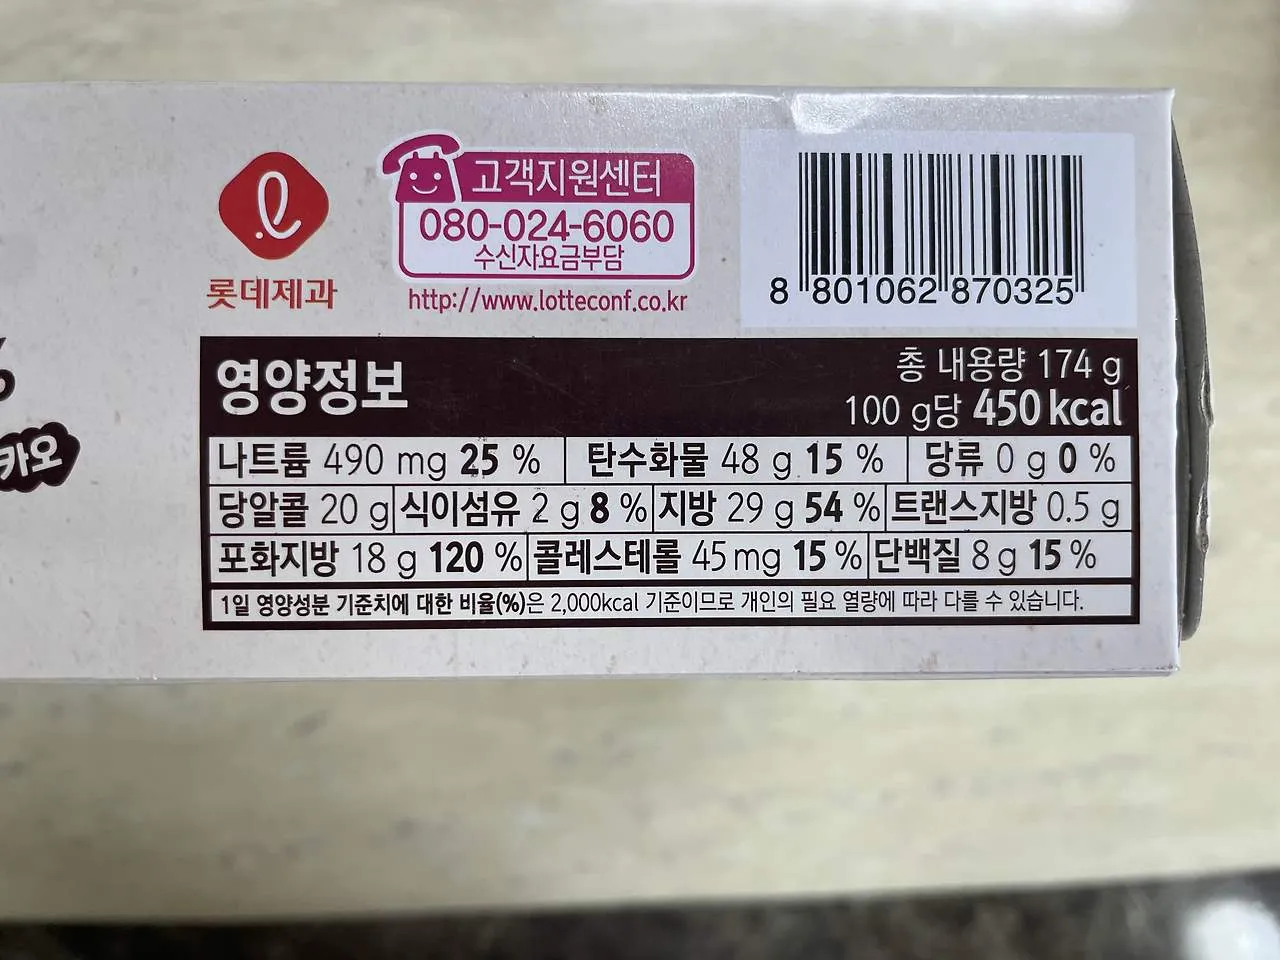 롯데제과
고객지원센터
080-024-6060
수신자요금부담
http://www.lotteconf.co.kr
8 801062 870325
카오
영양정보
총 내용량 174 g
100 g당 450 kcal
나트륨 490 mg 25 % 탄수화물 48 g 15 % 당류 0 g 0 %
당알콜 20 g 식이섬유 2 g 8 % 지방 29 g 54 % 트랜스지방 0.5 g
포화지방 18 g 120 % 콜레스테롤 45 mg 15 % 단백질 8 g 15 %
1일 영양성분 기준치에 대한 비율(%)은 2,000kcal 기준이므로 개인의 필요 열량에 따라 다를 수 있습니다.